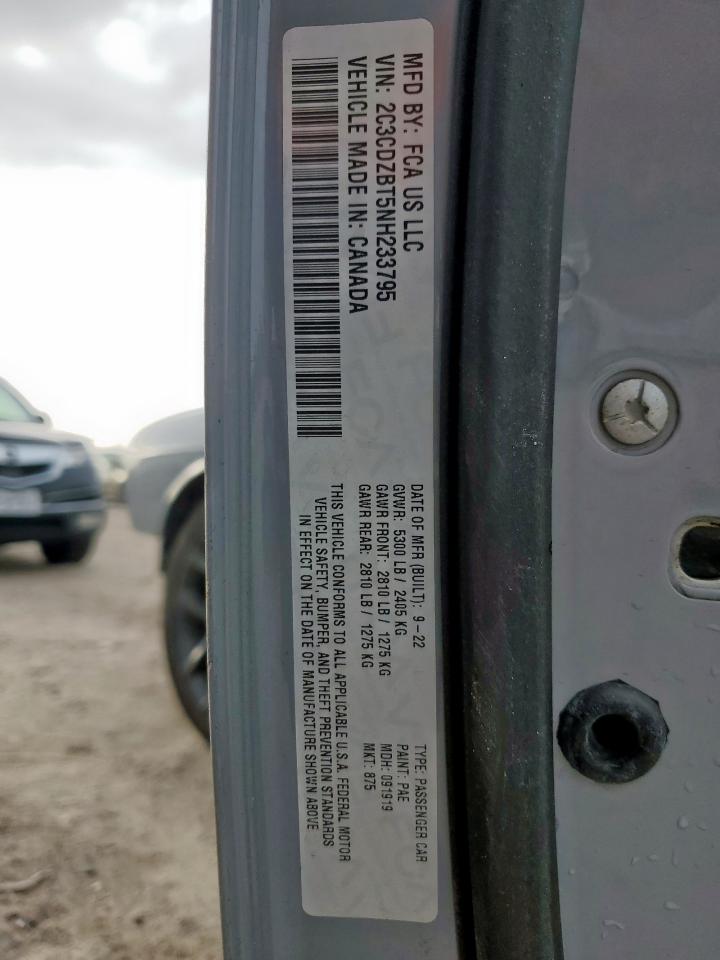 MFD BY: FCA US LLC
VIN: 2C3CDZBT5NH233795
VEHICLE MADE IN: CANADA
DATE OF MFR (BUILT): 9-22
GVWR: 5300 LB / 2405 KG
GAWR FRONT: 2810 LB / 1275 KG
GAWR REAR: 2810 LB / 1275 KG
TYPE: PASSENGER CAR
PAINT: PAE
MDH: 091919
MKT: 875
THIS VEHICLE CONFORMS TO ALL APPLICABLE U.S.A. FEDERAL MOTOR
VEHICLE SAFETY, BUMPER, AND THEFT PREVENTION STANDARDS
IN EFFECT ON THE DATE OF MANUFACTURE SHOWN ABOVE